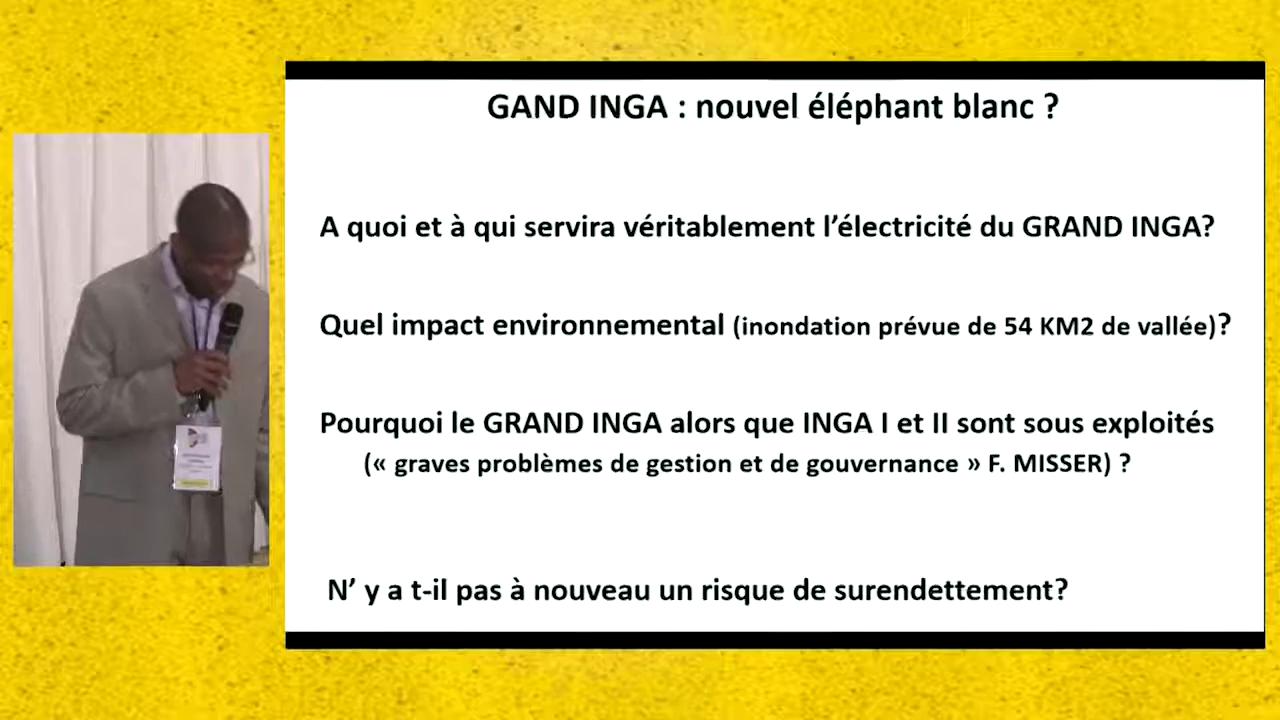 GAND INGA : nouvel éléphant blanc ?
A quoi et à qui servira véritablement l’électricité du GRAND INGA?
Quel impact environnemental (inondation prévue de 54 KM2 de vallée)?
Pourquoi le GRAND INGA alors que INGA I et II sont sous exploités
(« graves problèmes de gestion et de gouvernance » F. MISSER) ?
N’ y a t-il pas à nouveau un risque de surendettement?